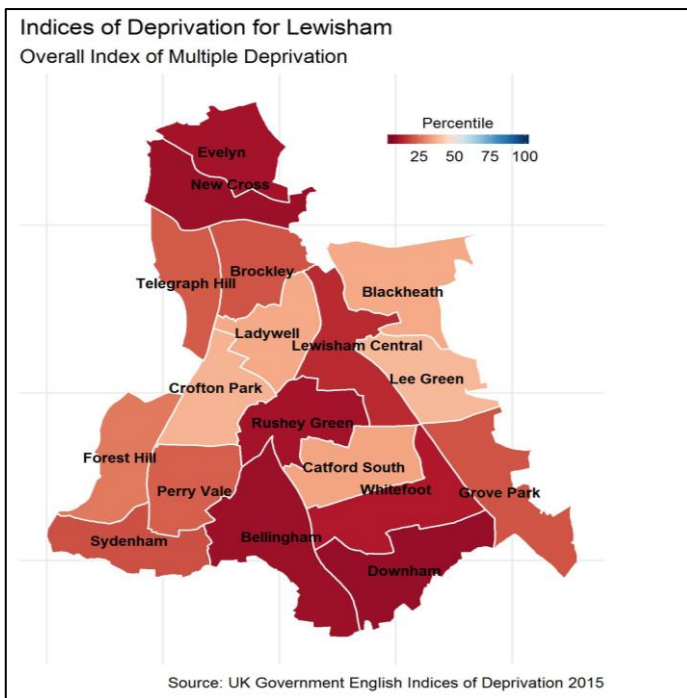 Indices of Deprivation for Lewisham
Overall Index of Multiple Deprivation
Percentile
25 50 75 100
Evelyn
New Cross
Telegraph Hill
Brockley
Blackheath
Ladywell
Lewisham Central
Crofton Park
Lee Green
Rushey Green
Forest Hill
Catford South
Perry Vale
Whitefoot
Grove Park
Sydenham
Bellingham
Downham
Source: UK Government English Indices of Deprivation 2015